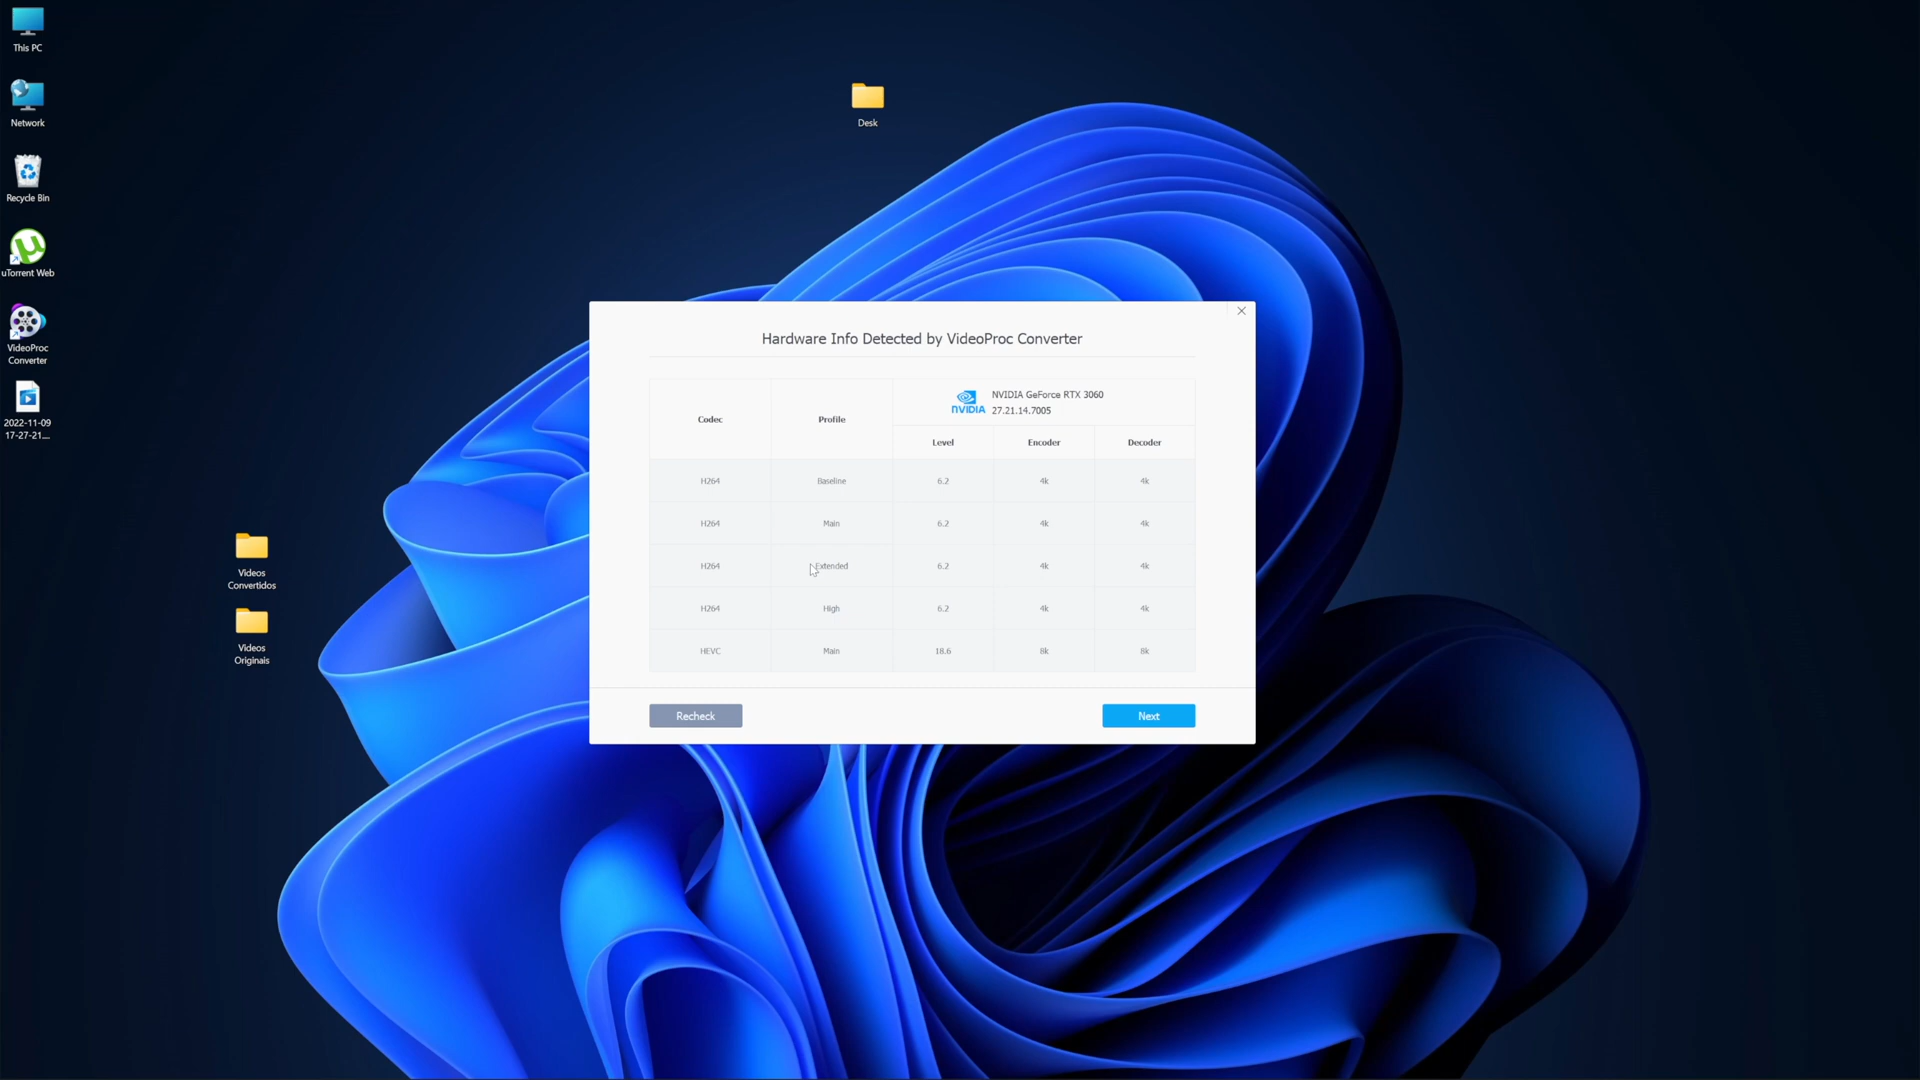 This PC
Network
Recycle Bin
uTorrent Web
VideoProc
Converter
2022-11-09
17-27-21....
Desk
Videos
Convertidos
Videos
Originais
Hardware Info Detected by VideoProc Converter
NVIDIA
NVIDIA GeForce RTX 3060
27.21.14.7005
Codec Profile
Level Encoder Decoder
H264 Baseline 6.2 4k 4k
H264 Main 6.2 4k 4k
H264 Extended 6.2 4k 4k
H264 High 6.2 4k 4k
HEVC Main 18.6 8k 8k
Recheck Next